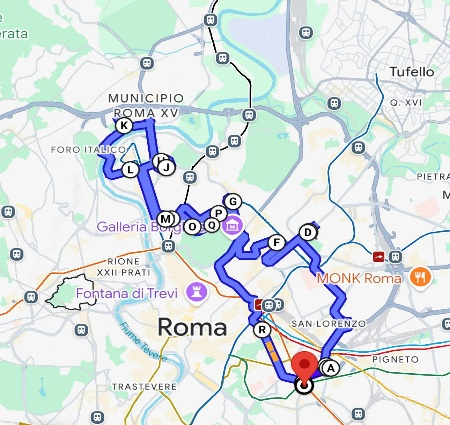 erata
Tufello
Q. XVI
MUNICIPIO
ROMA XV
K
FORO ITALICO
L
J
PIETRA
G
M
P
O
Q
Galleria Borg
D
F
RIONE
XXII PRATI
MONK Roma
Fontana di Trevi
Roma
R
SAN LORENZO
Fiume Tevere
PIGNETO
A
TRASTEVERE